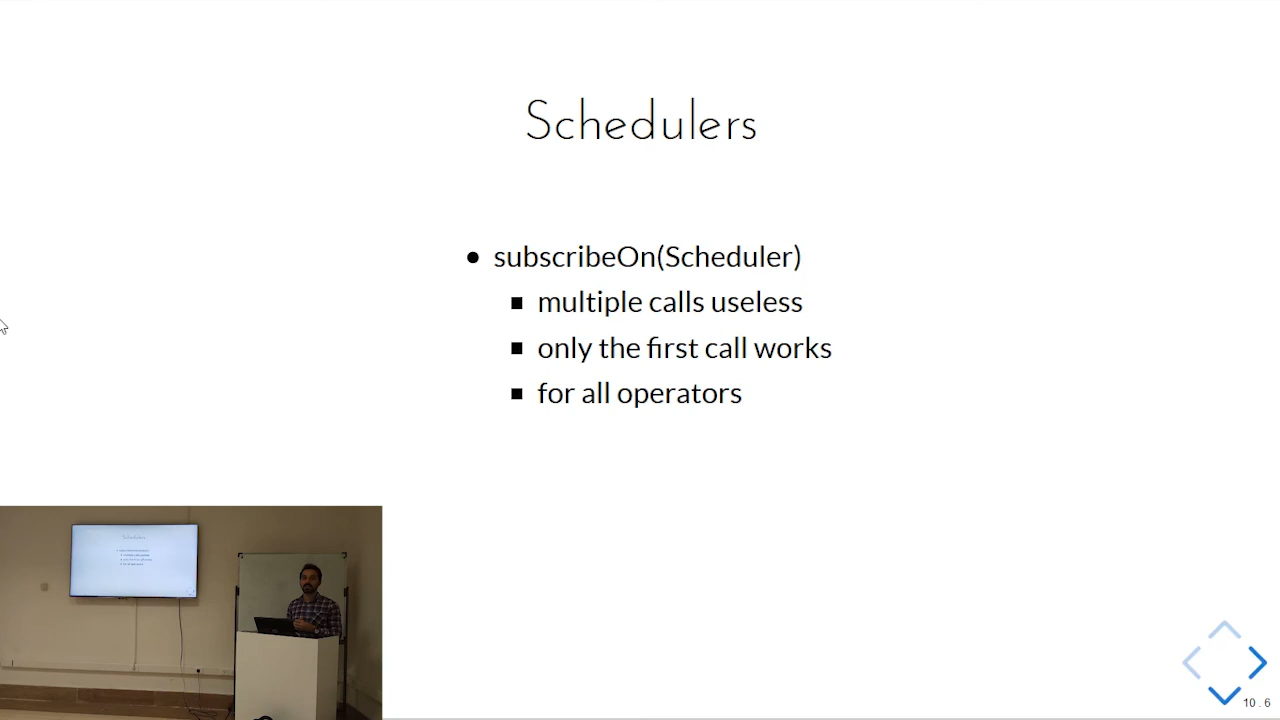 Schedulers
subscribeOn(Scheduler)
multiple calls useless
only the first call works
for all operators
10 . 6